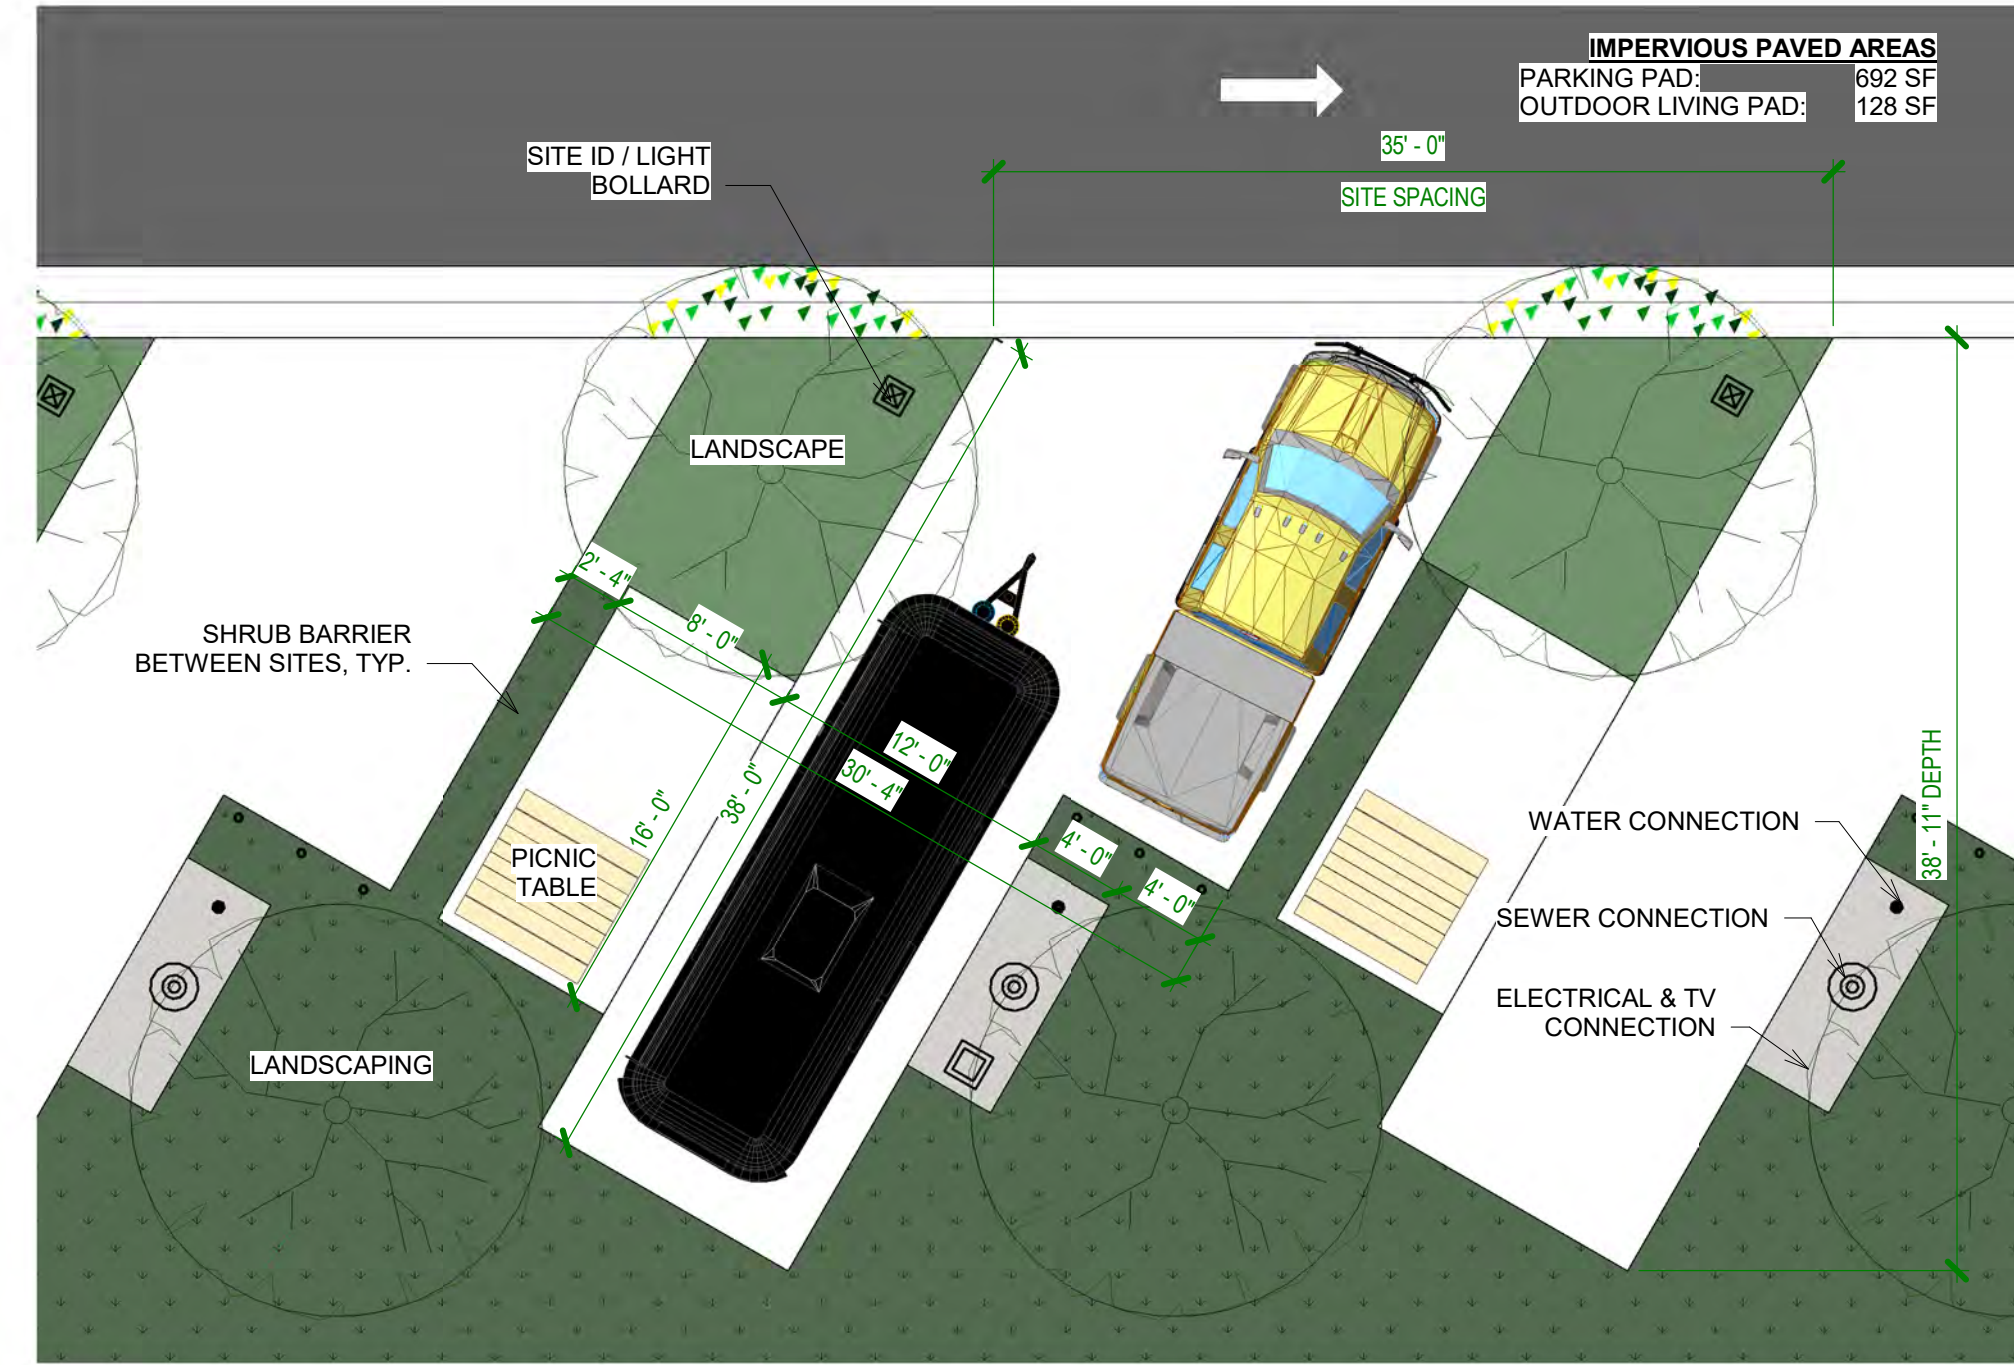 IMPERVIOUS PAVED AREAS
PARKING PAD: 692 SF
OUTDOOR LIVING PAD: 128 SF
35' - 0"
SITE SPACING
SITE ID / LIGHT
BOLLARD
LANDSCAPE
2' - 4"
8' - 0"
SHRUB BARRIER
BETWEEN SITES, TYP.
12' - 0"
30' - 4"
38' - 0"
16' - 0"
4' - 0"
4' - 0"
38' - 11" DEPTH
PICNIC
TABLE
WATER CONNECTION
SEWER CONNECTION
ELECTRICAL & TV
CONNECTION
LANDSCAPING